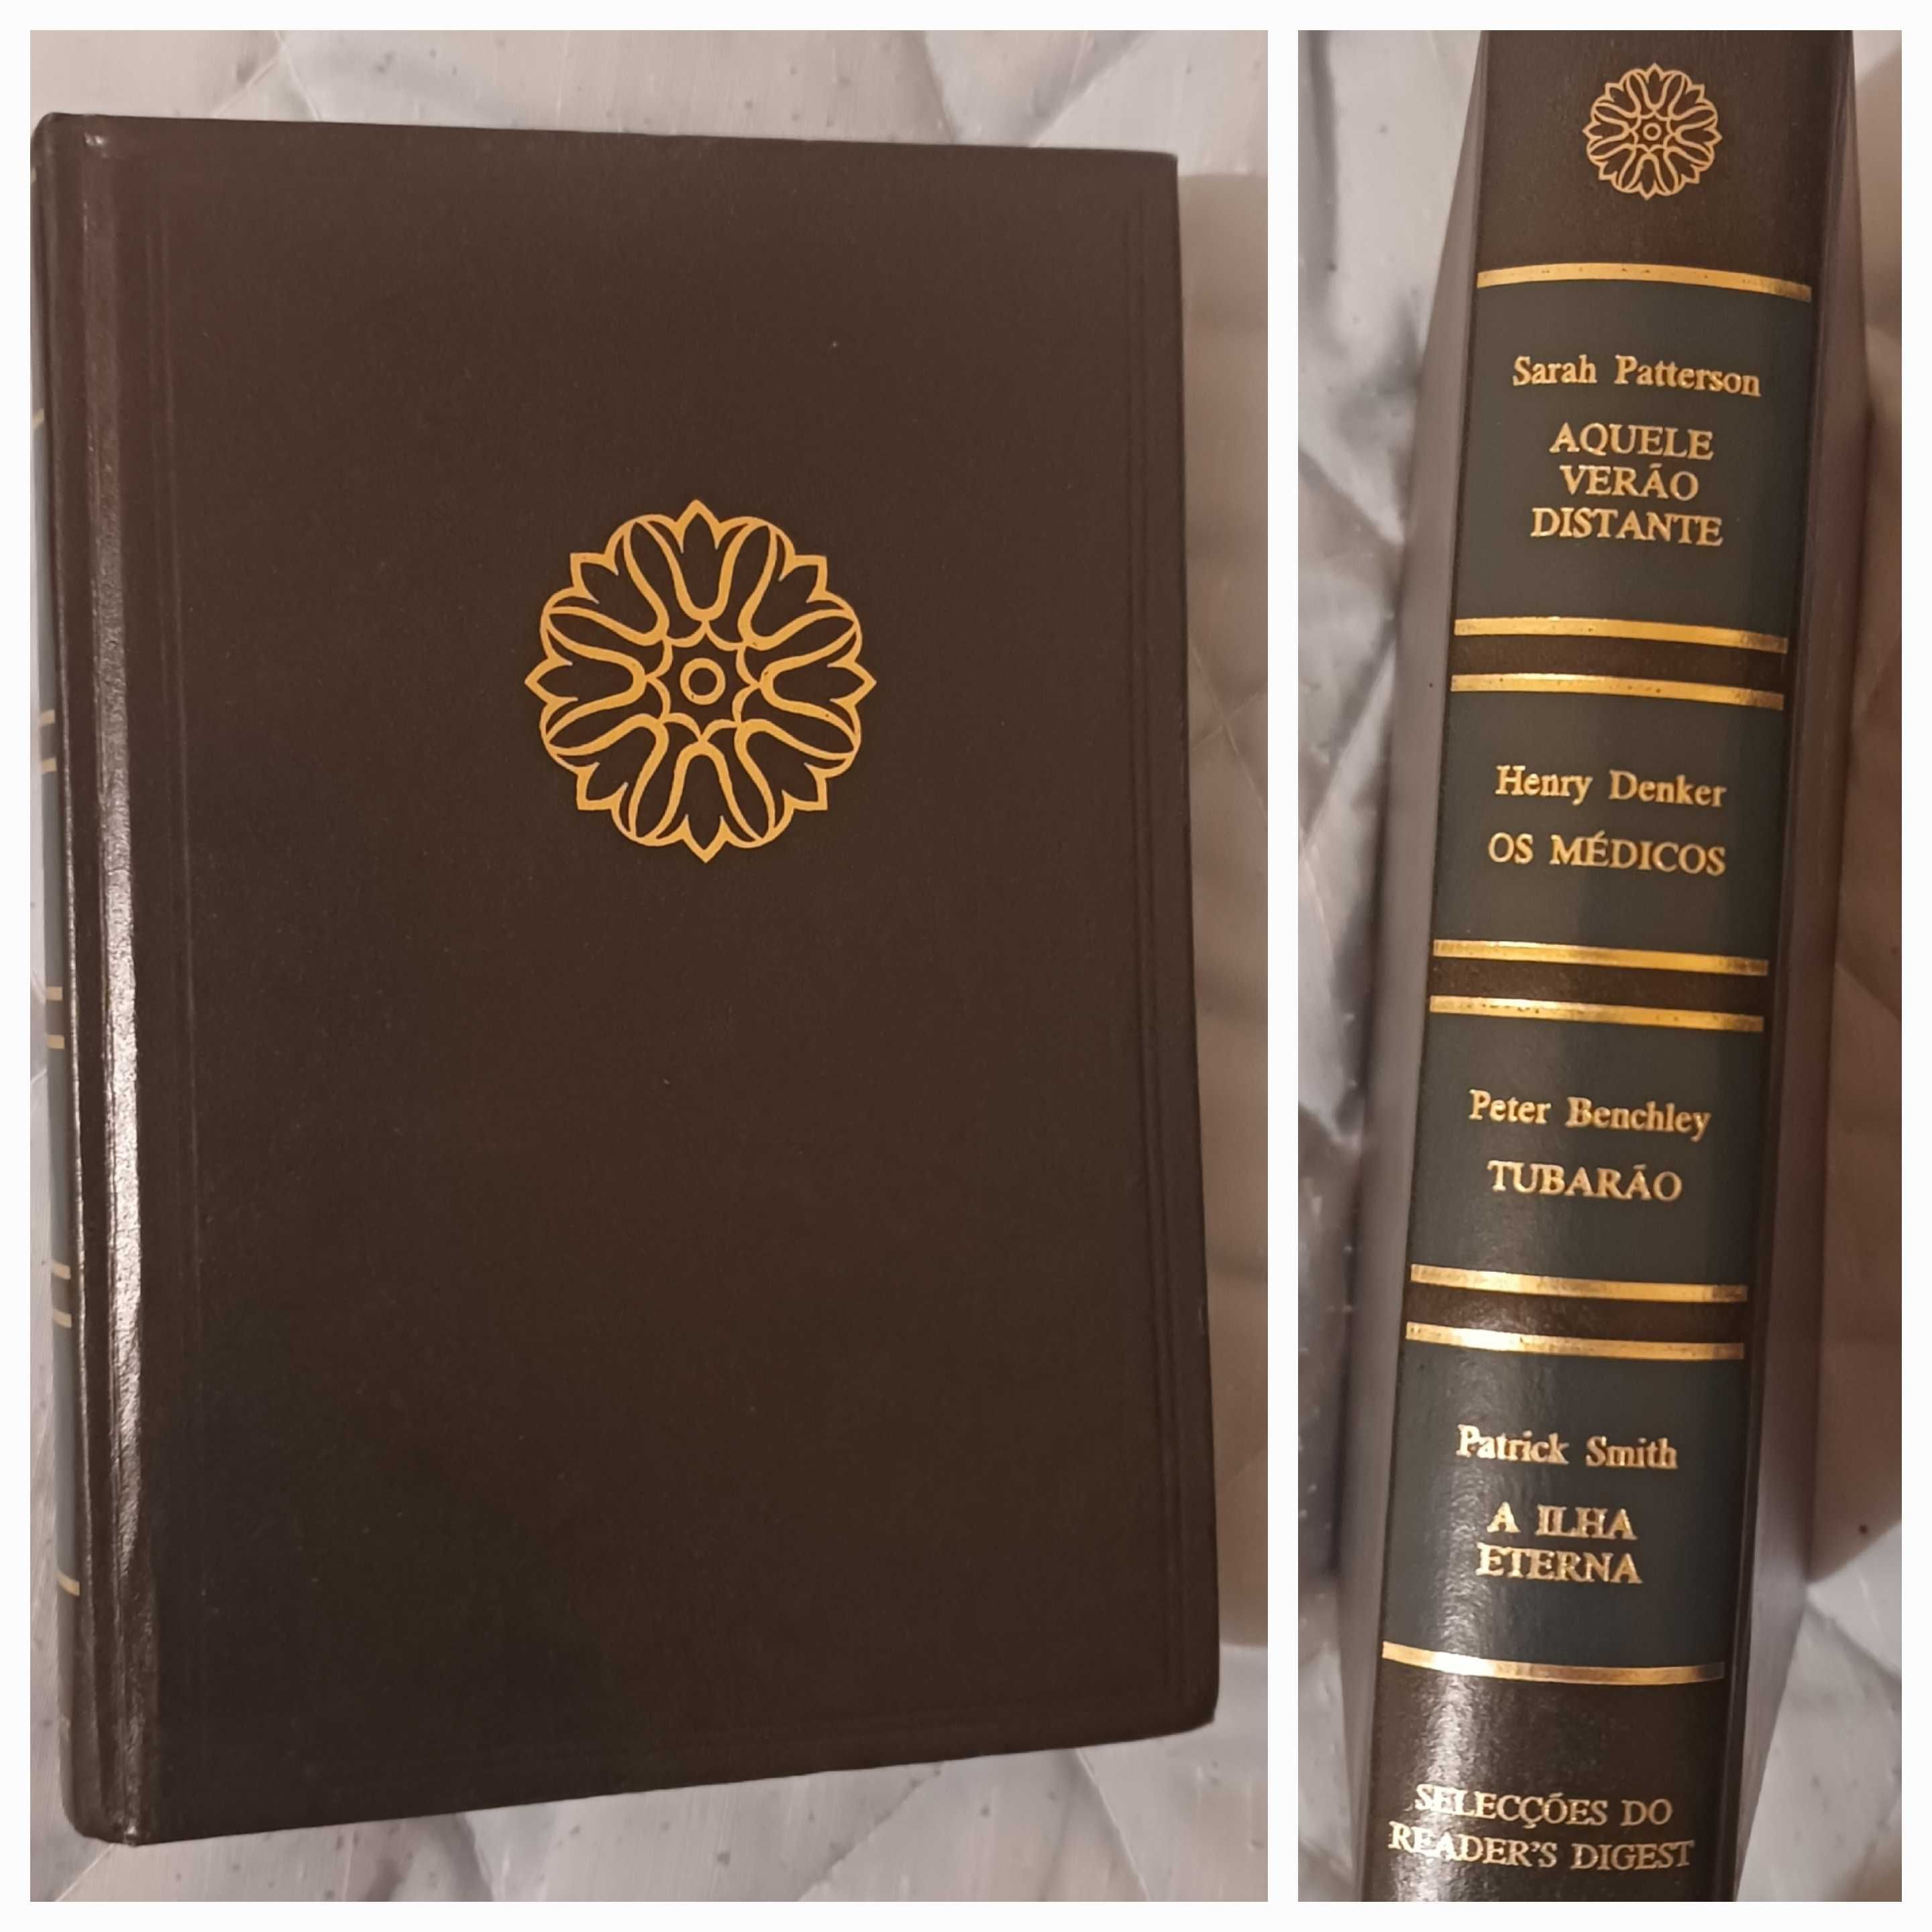 Sarah Patterson
AQUELE
VERÃO
DISTANTE
Henry Denker
OS MÉDICOS
Peter Benchley
TUBARÃO
Patrick Smith
A ILHA
ETERNA
SELECÇÕES DO
READER'S DIGEST